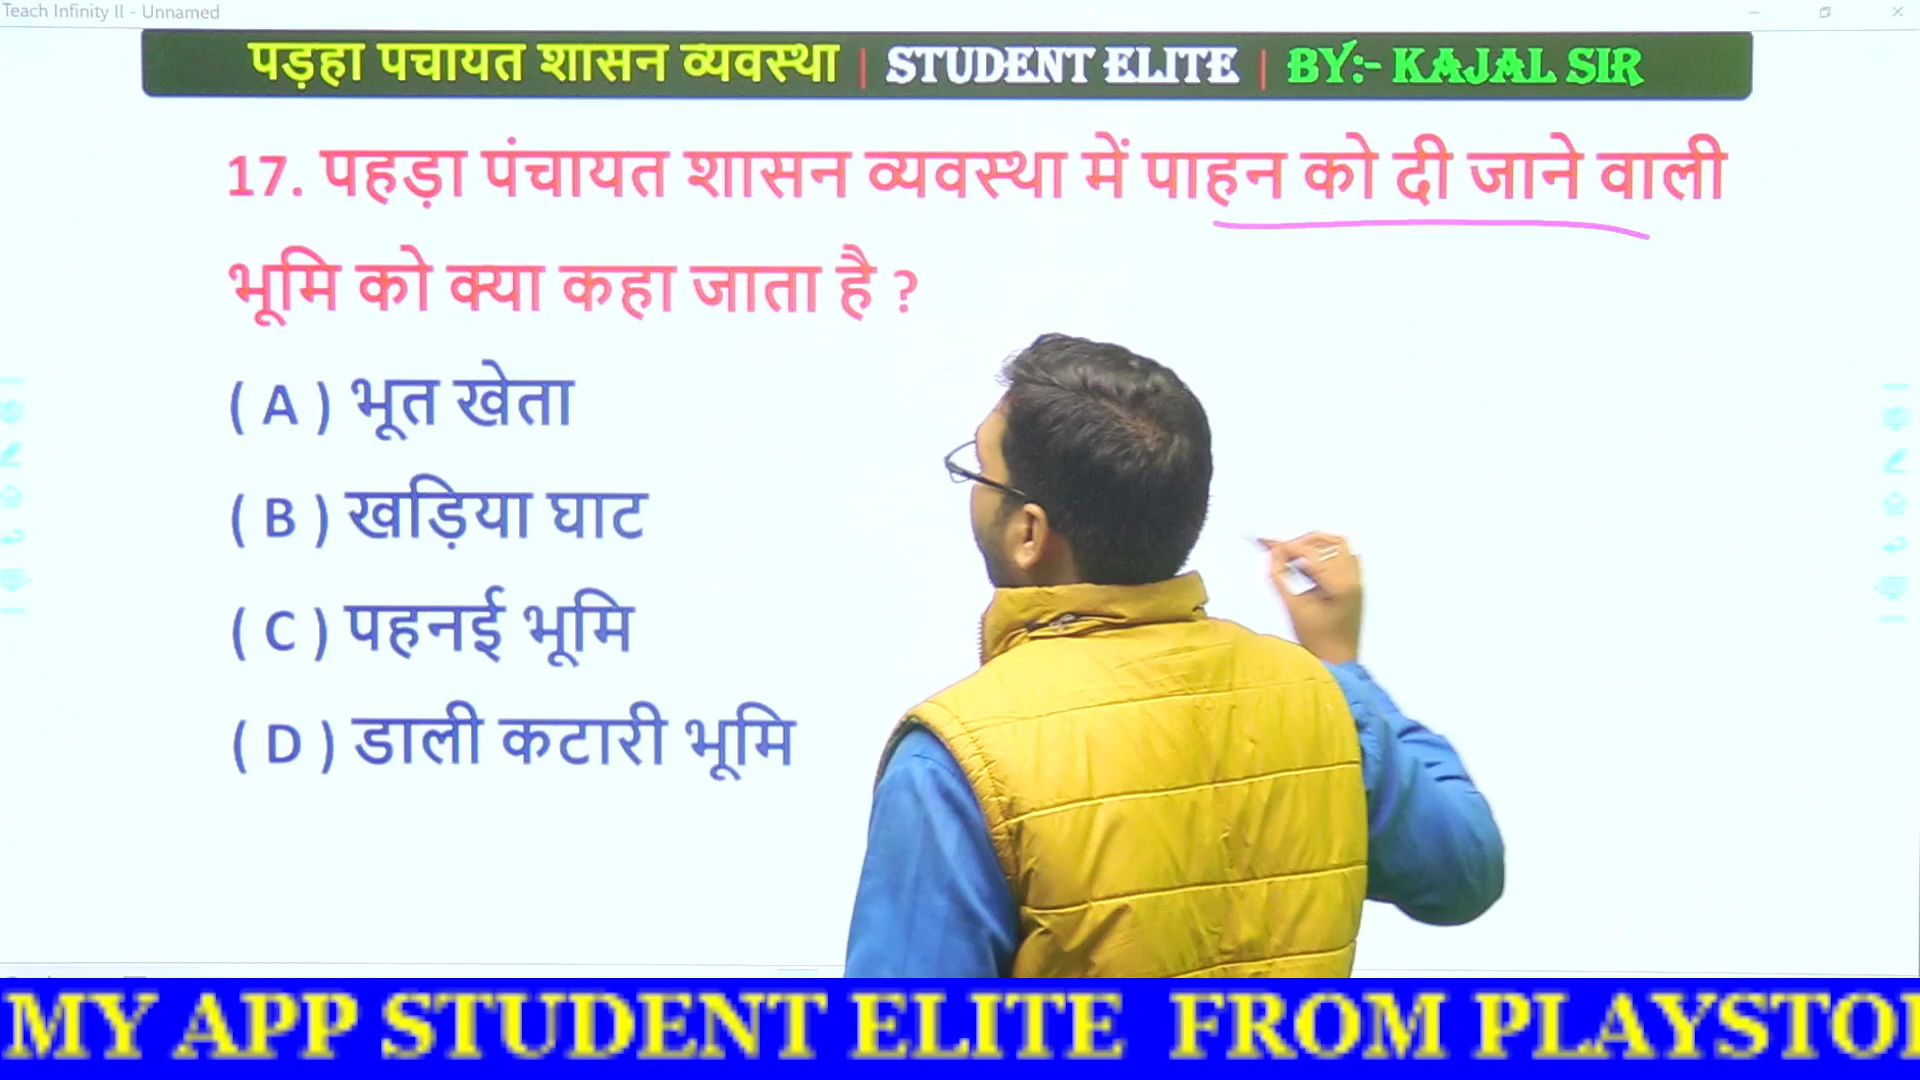 Teach Infinity II - Unnamed
पड़हा पचायत शासन व्यवस्था | STUDENT ELITE | BY:- KAJAL SIR
17. पहड़ा पंचायत शासन व्यवस्था में पाहन को दी जाने वाली
भूमि को क्या कहा जाता है ?
( A ) भूत खेता
( B ) खड़िया घाट
( C ) पहनई भूमि
( D ) डाली कटारी भूमि
MY APP STUDENT ELITE FROM PLAYSTO